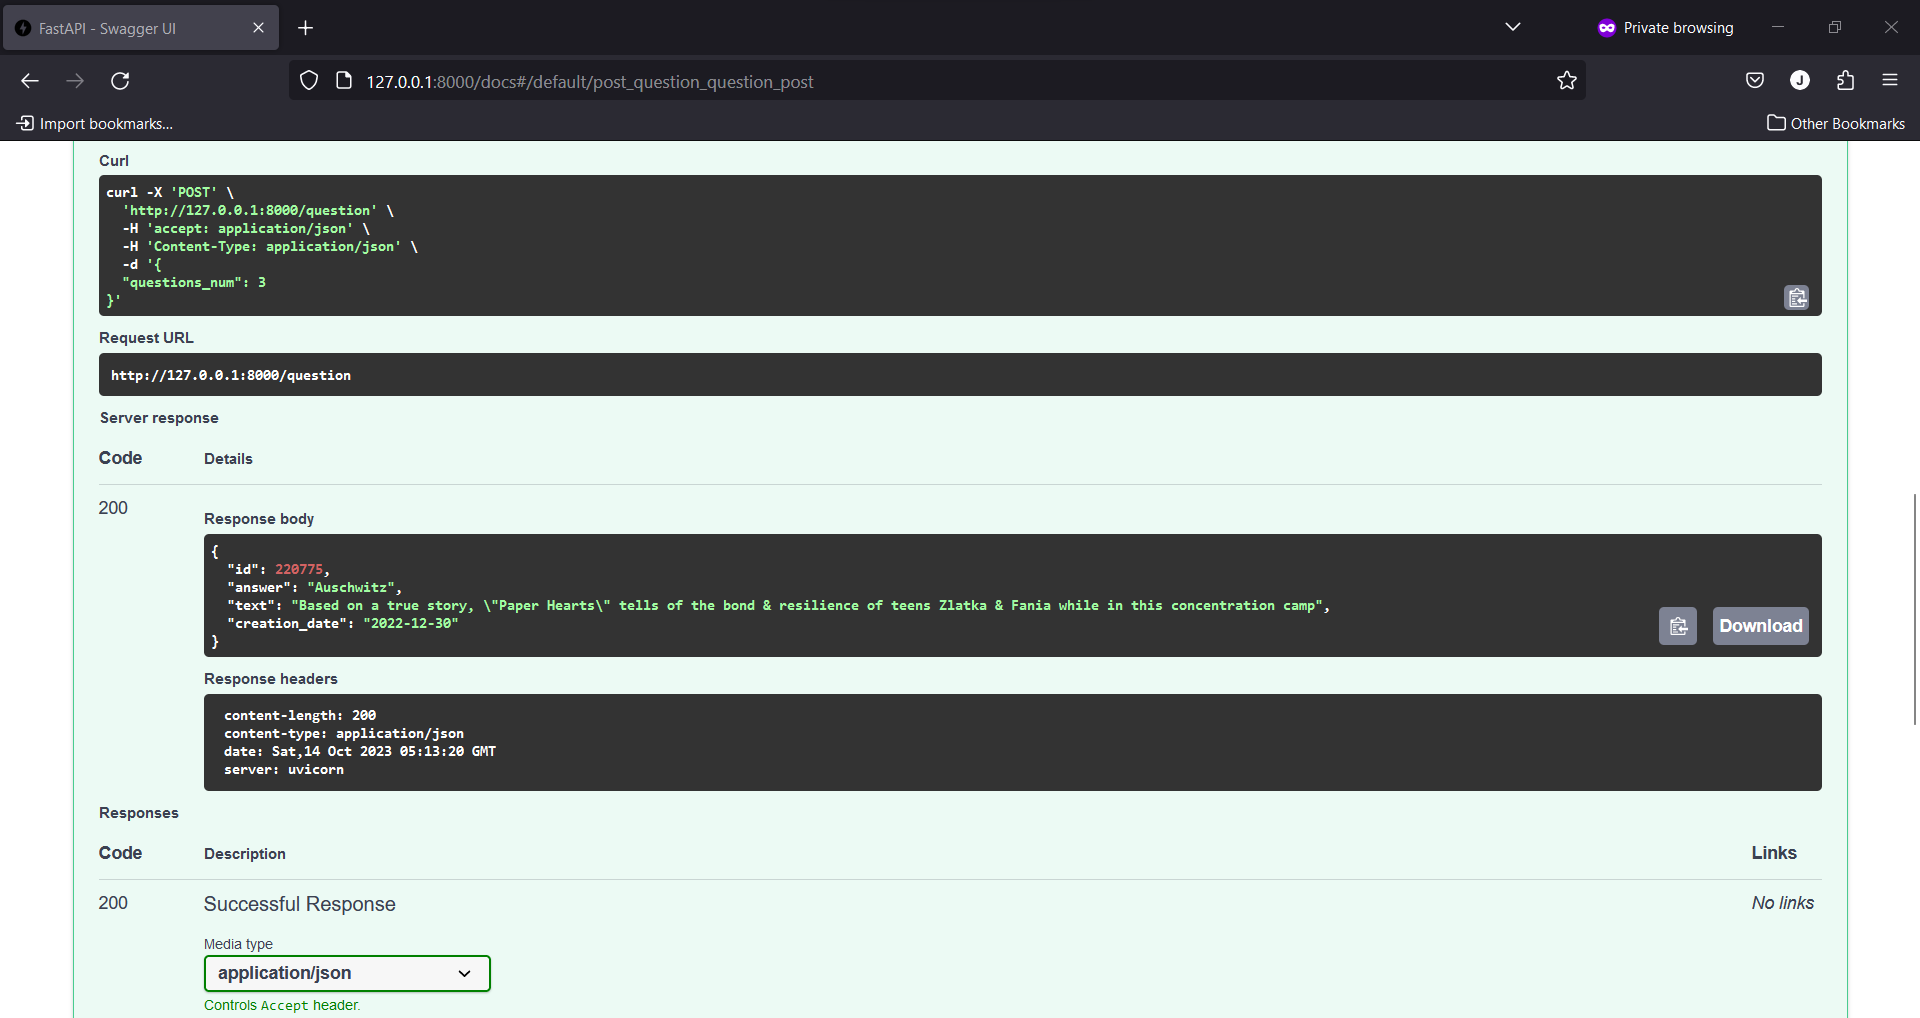 FastAPI - Swagger UI
Private browsing
127.0.0.1:8000/docs#/default/post_question_question_post
J
Import bookmarks...
Other Bookmarks
Curl
curl -X 'POST' \
'http://127.0.0.1:8000/question' \
-H 'accept: application/json' \
-H 'Content-Type: application/json' \
-d '{
"questions_num": 3
}'
Request URL
http://127.0.0.1:8000/question
Server response
Code Details
200
Response body
{
"id": 220775,
"answer": "Auschwitz",
"text": "Based on a true story, \"Paper Hearts\" tells of the bond & resilience of teens Zlatka & Fania while in this concentration camp",
"creation_date": "2022-12-30"
}
Download
Response headers
content-length: 200
content-type: application/json
date: Sat,14 Oct 2023 05:13:20 GMT
server: uvicorn
Responses
Code Description Links
200 Successful Response No links
Media type
application/json
Controls Accept header.